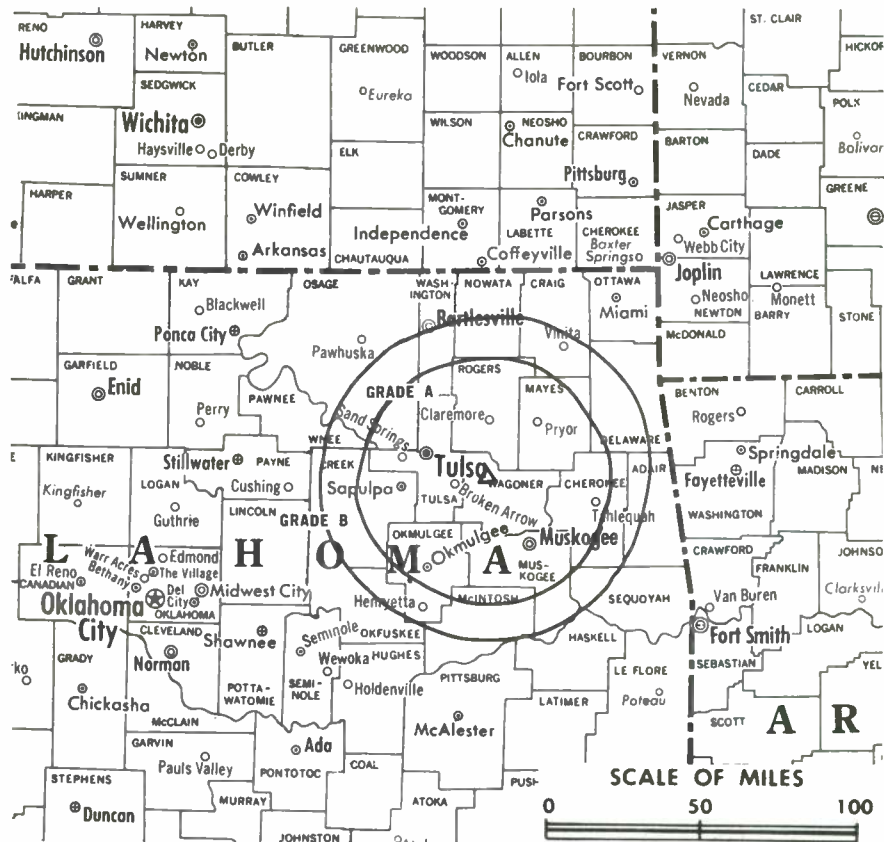 RENO
HARVEY
Hutchinson
Newton
BUTLER
GREENWOOD
WOODSON
ALLEN
BOURBON
VERNON
ST. CLAIR
HICKOR
SEDGWICK
Eureka
Iola
Fort Scott
Nevada
CEDAR
POLK
INGMAN
Wichita
WILSON
NEOSHO
Chanute
CRAWFORD
BARTON
Bolivar
Haysville
Derby
ELK
DADE
HARPER
SUMNER
COWLEY
Pittsburg
GREENE
Wellington
Winfield
MONT-
GOMERY
Parsons
JASPER
Carthage
Independence
LABETTE
CHEROKEE
Webb City
Arkansas
CHAUTAUQUA
Coffeyville
Baxter
Springs
Joplin
LAWRENCE
ALFA
GRANT
KAY
OSAGE
WASH-
INGTON
NOWATA
CRAIG
OTTAWA
Neosho
Monett
Blackwell
Miami
NEWTON
BARRY
STONE
Ponca City
Bartlesville
Pawhuska
Vinita
McDONALD
GARFIELD
NOBLE
ROGERS
Enid
PAWNEE
GRADE A
MAYES
BENTON
CARROLL
Perry
Sand Springs
Claremore
Pryor
Rogers
WNEE
DELAWARE
KINGFISHER
Stillwater
PAYNE
CREEK
Tulsa
ADAIR
Springdale
LOGAN
Cushing
Sapulpa
WAGONER
CHEROKEE
Fayetteville
MADISON
Kingfisher
TULSA
Broken Arrow
Tahlequah
Guthrie
LINCOLN
GRADE B
OKMULGEE
WASHINGTON
L A H O M A
Edmond
Okmulgee
Muskogee
CRAWFORD
FRANKLIN
JOHNSO
Warr Acres
El Reno
Bethany
The Village
MUS-
KOGEE
CANADIAN
Del
City
Midwest City
Henryetta
McINTOSH
SEQUOYAH
Van Buren
Clarksvil
Oklahoma
City
OKLAHOMA
CLEVELAND
Shawnee
Seminole
OKFUSKEE
HASKELL
Fort Smith
LOGAN
GRADY
Norman
Wewoka
HUGHES
SEBASTIAN
YEL
ko
Chickasha
POTTA-
WATOMIE
SEMI-
NOLE
Holdenville
PITTSBURG
LE FLORE
Poteau
McCLAIN
McAlester
LATIMER
SCOTT
A R
GARVIN
Ada
Pauls Valley
PONTOTOC
COAL
STEPHENS
PUSH
SCALE OF MILES
Duncan
MURRAY
ATOKA
0 50 100
JOHNSTON